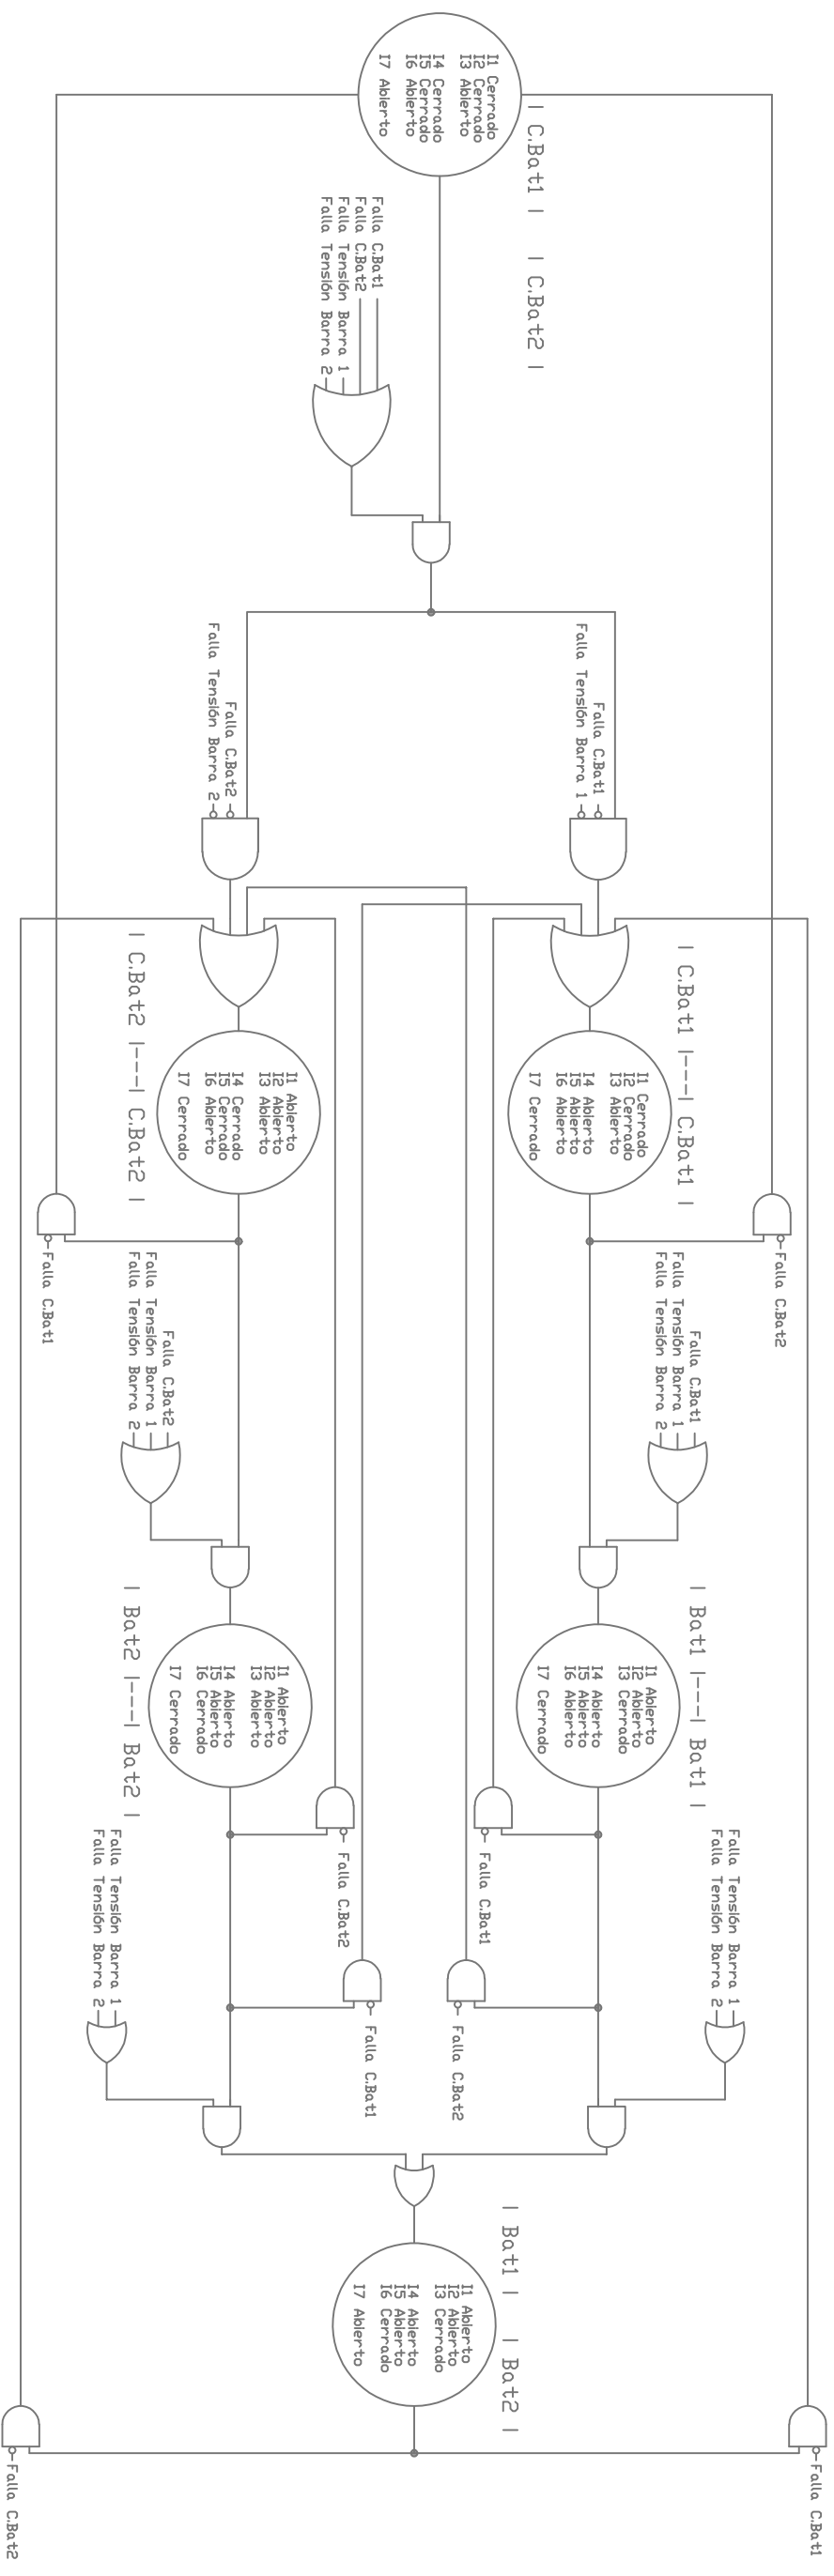 | C.Bat1 |   | C.Bat2 |
I1 Cerrado
I2 Cerrado
I3 Abierto
I4 Cerrado
I5 Cerrado
I6 Abierto
I7 Abierto
Falla C.Bat1
Falla C.Bat2
Falla Tensión Barra 1
Falla Tensión Barra 2
Falla C.Bat1
Falla Tensión Barra 1
Falla C.Bat2
Falla Tensión Barra 2
| C.Bat1 |---| C.Bat1 |
I1 Cerrado
I2 Cerrado
I3 Abierto
I4 Abierto
I5 Abierto
I6 Abierto
I7 Cerrado
| C.Bat2 |---| C.Bat2 |
I1 Abierto
I2 Abierto
I3 Abierto
I4 Cerrado
I5 Cerrado
I6 Abierto
I7 Cerrado
Falla C.Bat2
Falla C.Bat1
Falla C.Bat1
Falla Tensión Barra 1
Falla Tensión Barra 2
Falla C.Bat2
Falla Tensión Barra 1
Falla Tensión Barra 2
| Bat1 |---| Bat1 |
I1 Abierto
I2 Abierto
I3 Cerrado
I4 Abierto
I5 Abierto
I6 Abierto
I7 Cerrado
| Bat2 |---| Bat2 |
I1 Abierto
I2 Abierto
I3 Abierto
I4 Abierto
I5 Abierto
I6 Cerrado
I7 Cerrado
Falla Tensión Barra 1
Falla Tensión Barra 2
Falla C.Bat1
Falla C.Bat2
Falla C.Bat2
Falla C.Bat1
Falla Tensión Barra 1
Falla Tensión Barra 2
| Bat1 |   | Bat2 |
I1 Abierto
I2 Abierto
I3 Cerrado
I4 Abierto
I5 Abierto
I6 Cerrado
I7 Abierto
Falla C.Bat1
Falla C.Bat2